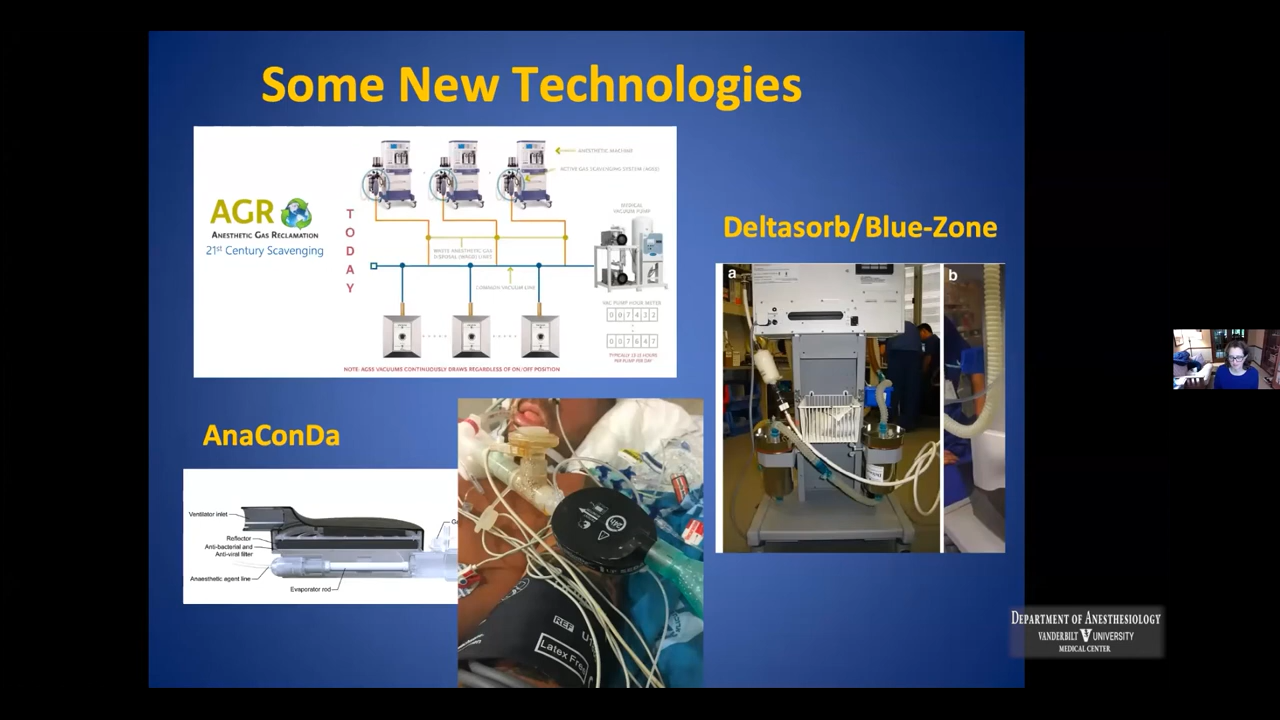 Some New Technologies
AGR
ANESTHETIC GAS RECLAMATION
21st Century Scavenging
TODAY
ANESTHETIC MACHINE
ACTIVE GAS SCAVENGING SYSTEM (AGSS)
WASTE ANESTHETIC GAS
DISPOSAL (WAGD) LINES
COMMON VACUUM LINE
MEDICAL
VACUUM PUMP
VAC PUMP HOUR METER
007422
007647
TYPICALLY 12-15 HOURS
PER PUMP PER DAY
NOTE: AGSS VACUUMS CONTINUOUSLY DRAWS REGARDLESS OF ON/OFF POSITION
Deltasorb/Blue-Zone
a
b
AnaConDa
Ventilator inlet
Reflector
Anti-bacterial and
Anti-viral filter
Anaesthetic agent line
Evaporator rod
REF
Latex Fre
DEPARTMENT OF ANESTHESIOLOGY
VANDERBILT V UNIVERSITY
MEDICAL CENTER